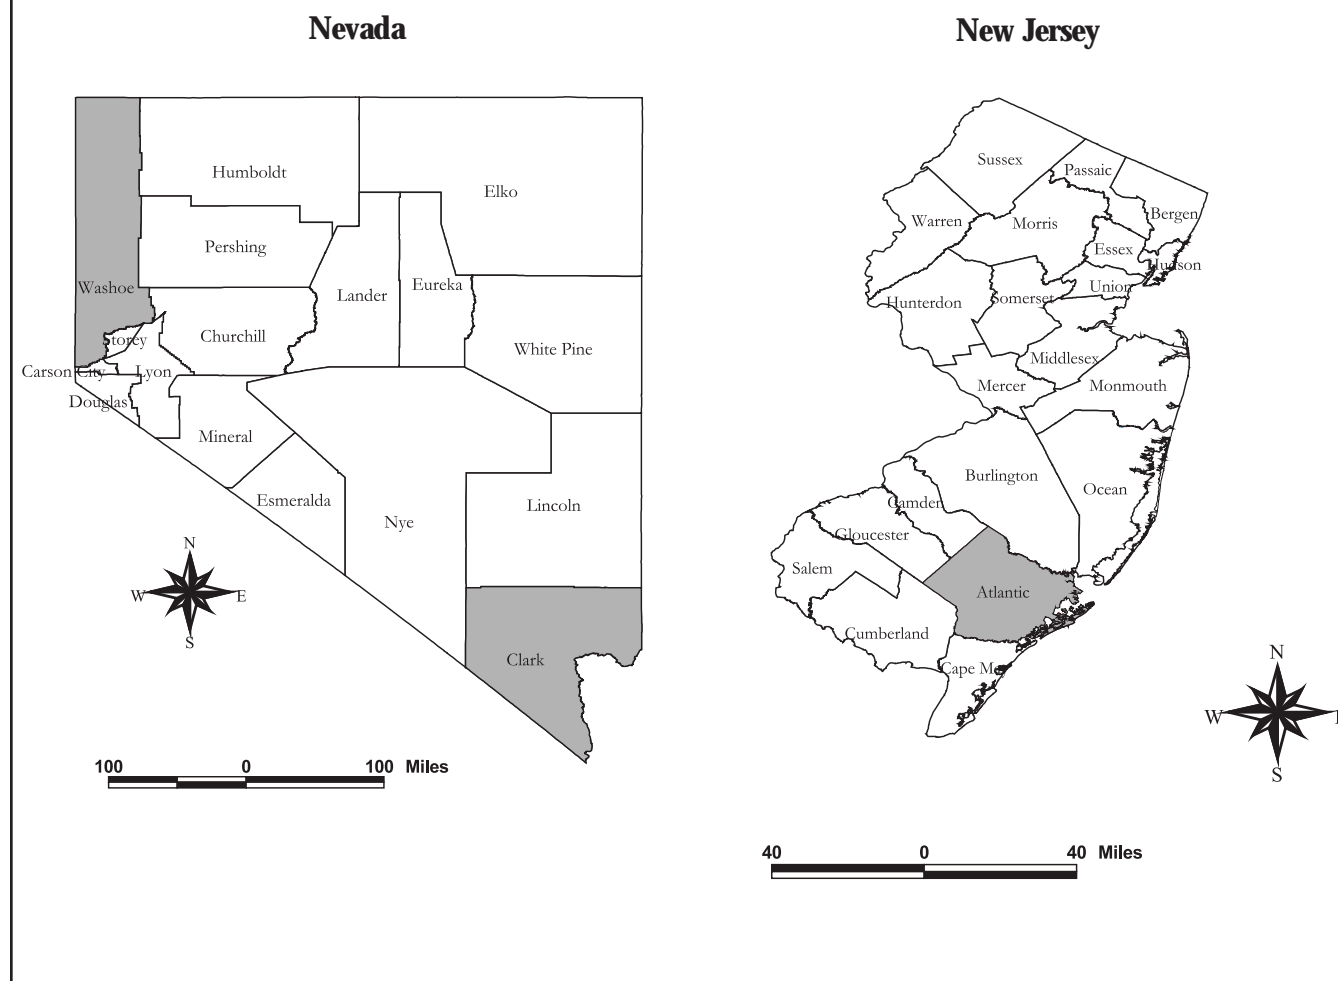 Nevada
Humboldt
Elko
Pershing
Washoe
Lander
Eureka
Churchill
Storey
White Pine
Carson City
Lyon
Douglas
Mineral
Esmeralda
Nye
Lincoln
Clark
N
W E
S
100 0 100 Miles
New Jersey
Sussex
Passaic
Warren
Morris
Bergen
Essex
Hudson
Union
Hunterdon
Somerset
Middlesex
Mercer
Monmouth
Burlington
Ocean
Camden
Gloucester
Salem
Atlantic
Cumberland
Cape M
N
W
S
40 0 40 Miles